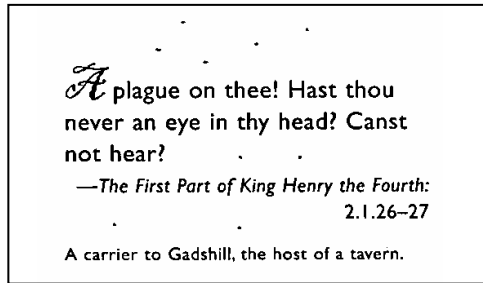 A plague on thee! Hast thou
never an eye in thy head? Canst
not hear?
—The First Part of King Henry the Fourth:
2.1.26–27
A carrier to Gadshill, the host of a tavern.